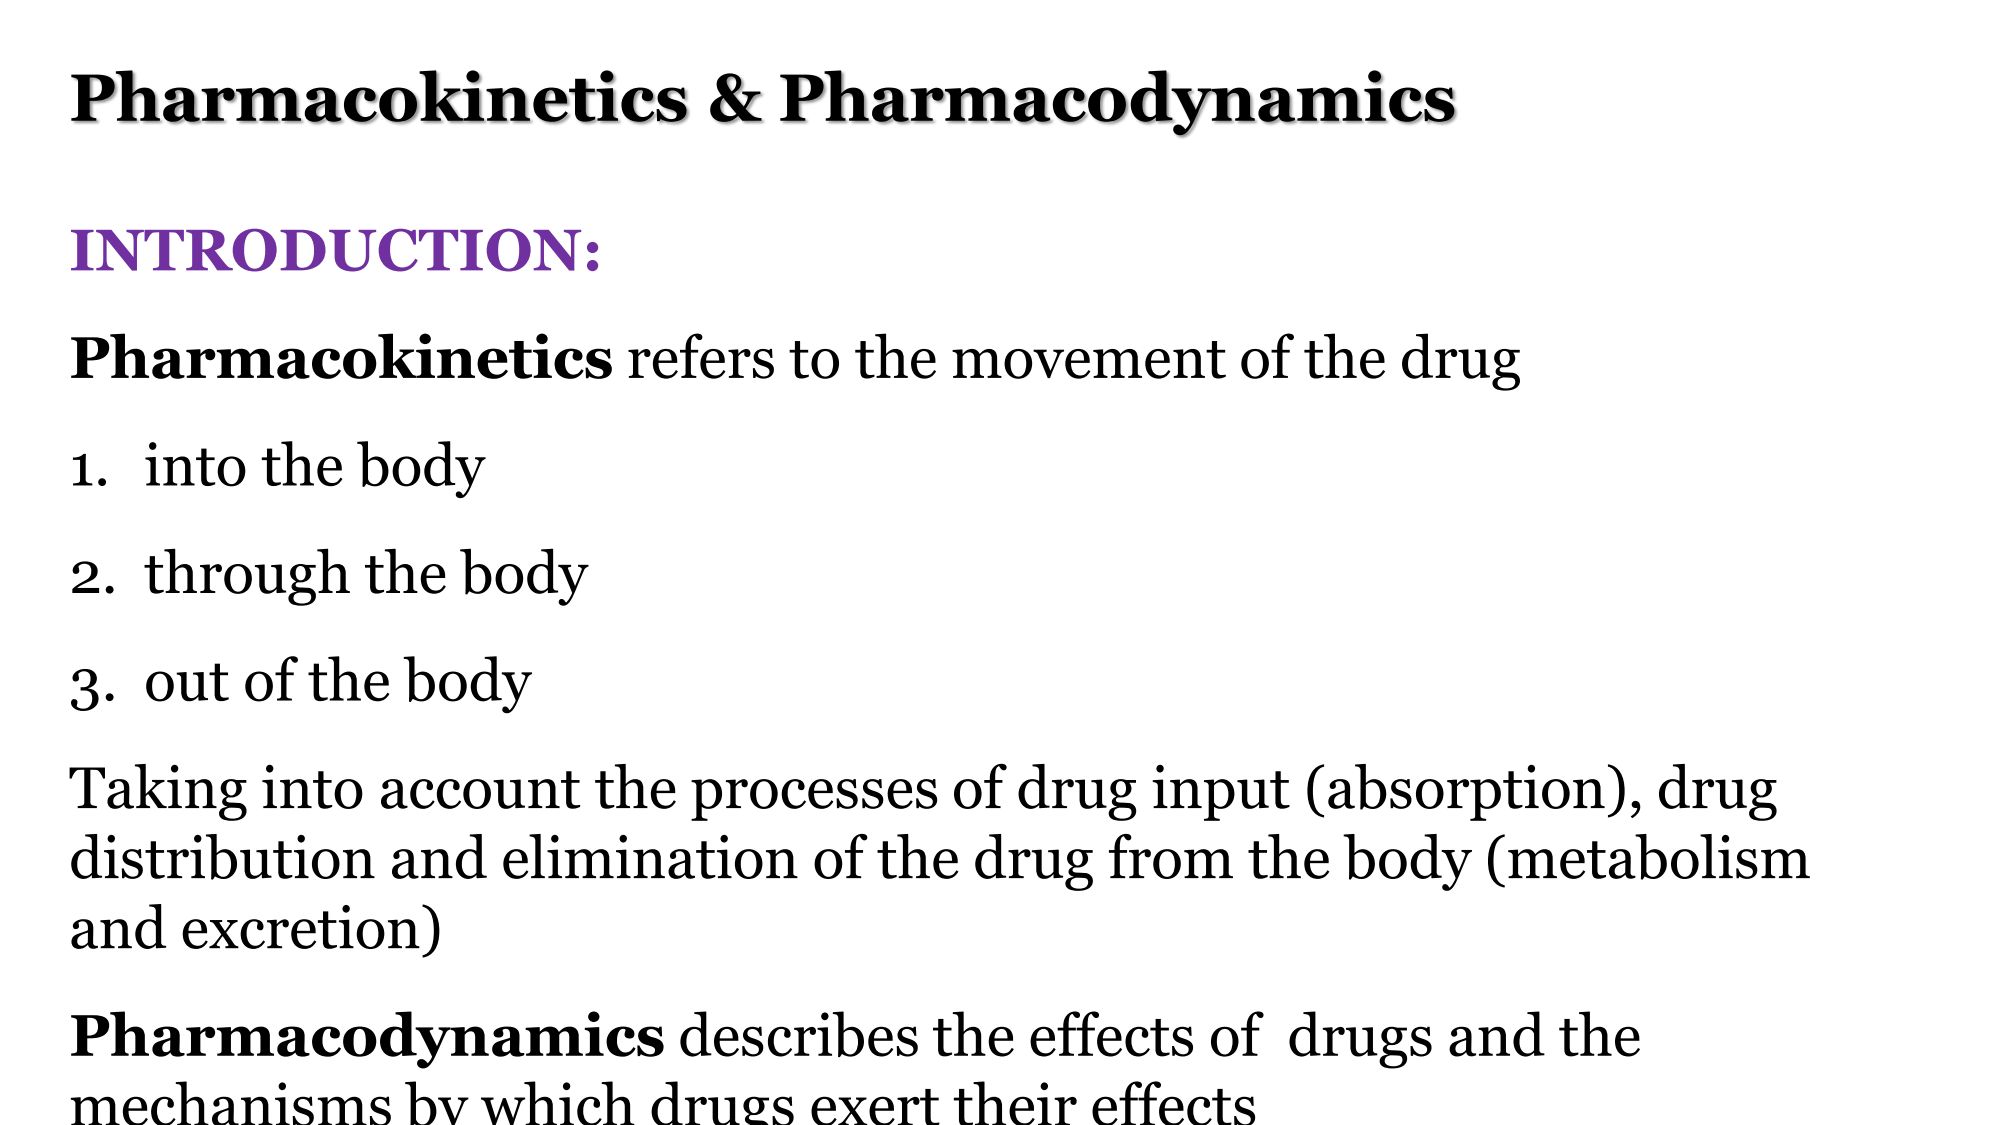 Pharmacokinetics & Pharmacodynamics
INTRODUCTION:
Pharmacokinetics refers to the movement of the drug
1. into the body
2. through the body
3. out of the body
Taking into account the processes of drug input (absorption), drug
distribution and elimination of the drug from the body (metabolism
and excretion)
Pharmacodynamics describes the effects of  drugs and the
mechanisms by which drugs exert their effects